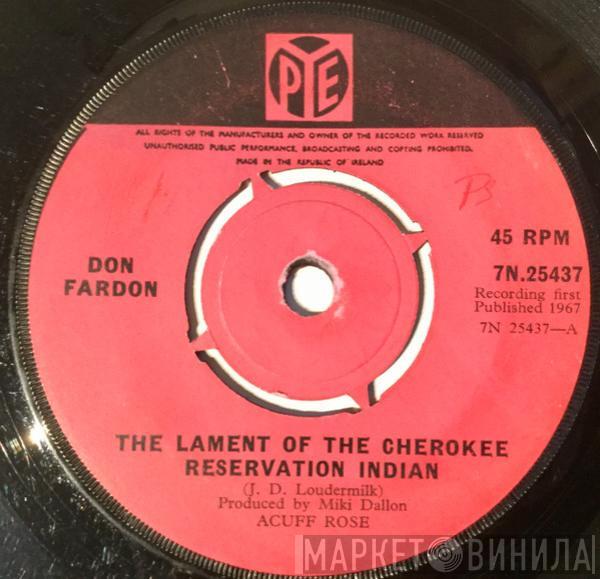 PYE
ALL RIGHTS OF THE MANUFACTURERS AND OWNER OF THE RECORDED WORK RESERVED
UNAUTHORISED PUBLIC PERFORMANCE, BROADCASTING AND COPYING PROHIBITED.
MADE IN THE REPUBLIC OF IRELAND
DON
FARDON
45 RPM
7N.25437
Recording first
Published 1967
7N 25437—A
THE LAMENT OF THE CHEROKEE
RESERVATION INDIAN
(J. D. Loudermilk)
Produced by Miki Dallon
ACUFF ROSE
МАРКЕТ ВИНИЛА